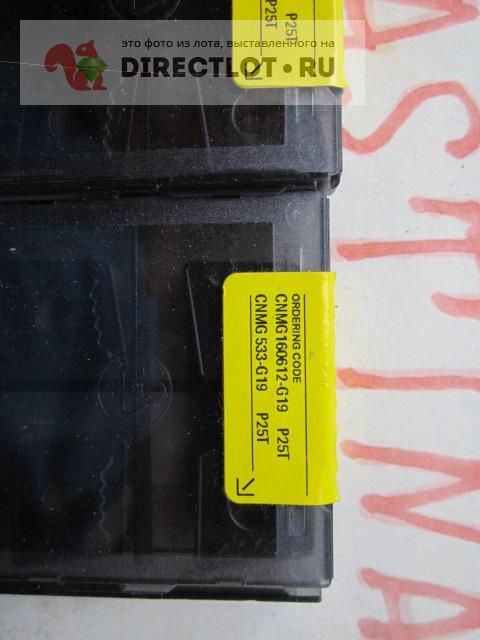 это фото из лота, выставленного на
DIRECTLOT.RU
P25T
P25T
ORDERING CODE
CNMG160612-G19 P25T
CNMG 533-G19 P25T